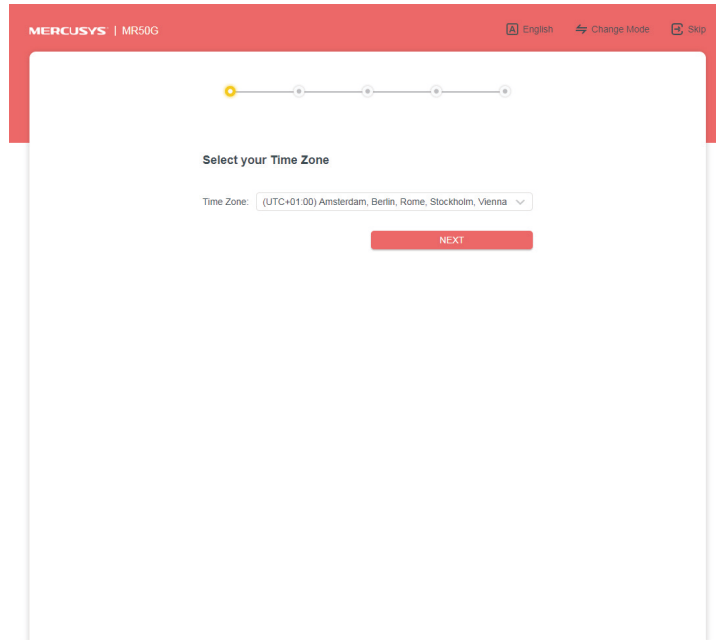 MERCUSYS | MR50G
A English Change Mode Skip
Select your Time Zone
Time Zone: (UTC+01:00) Amsterdam, Berlin, Rome, Stockholm, Vienna
NEXT